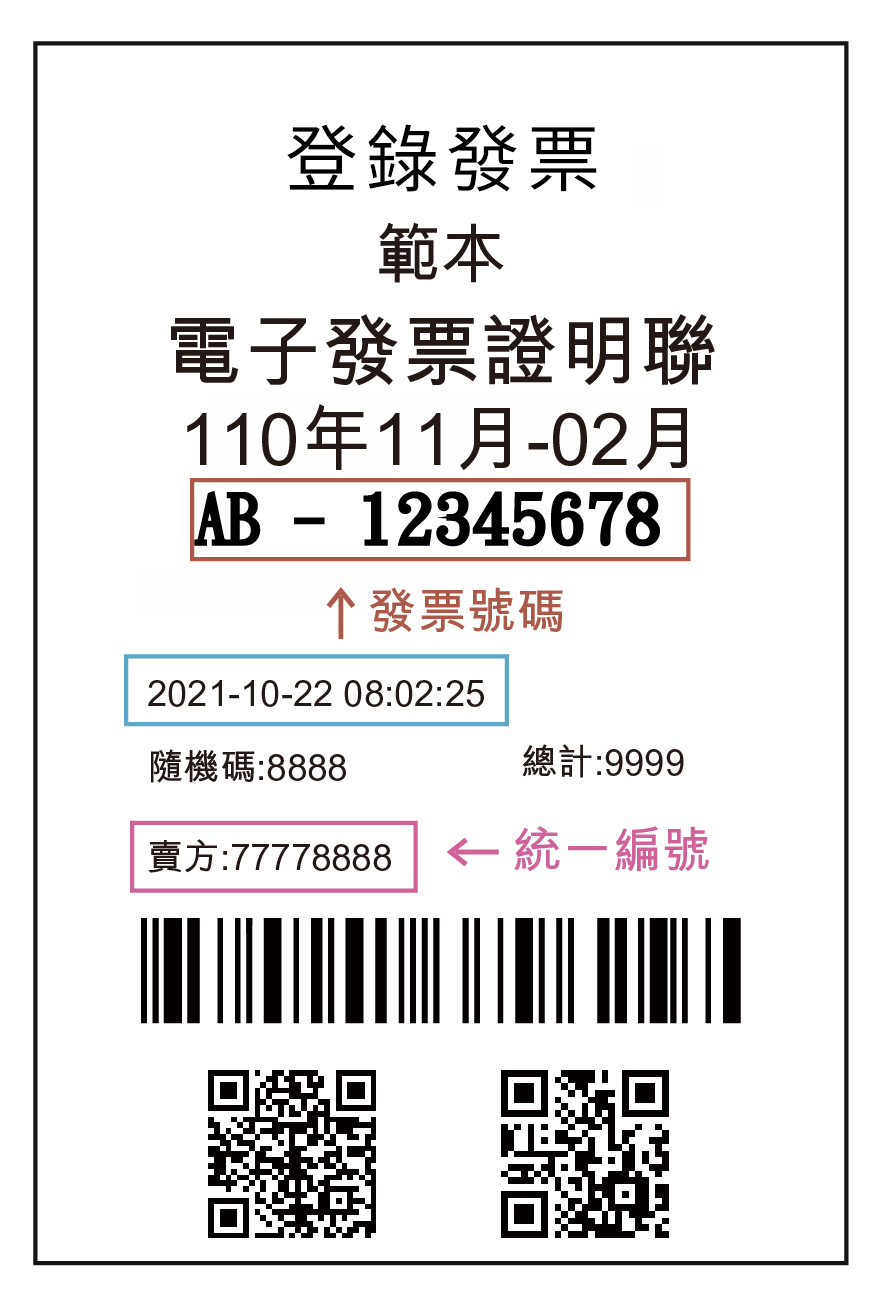 登錄發票
範本
電子發票證明聯
110年11月-02月
AB - 12345678
↑發票號碼
2021-10-22 08:02:25
隨機碼:8888 總計:9999
賣方:77778888 ← 統一編號